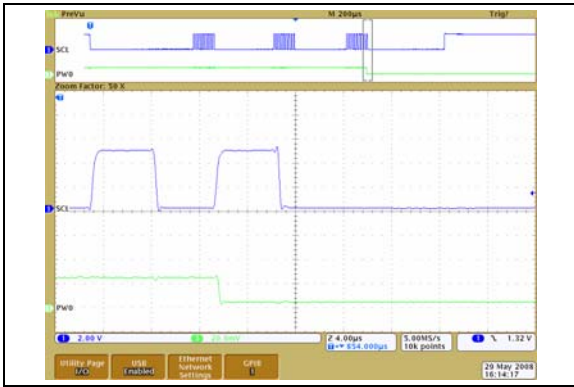 PreVu M 200µs Trig?
SCL
PW0
Zoom Factor: 50 X
SCL
PW0
1 2.00 V 20.0mV Z 4.00µs 5.00MS/s 1 1.32 V
854.000µs 10k points
Utility Page I/O
USB Enabled
Ethernet Network Settings
GPIB 1
29 May 2008
16:14:17